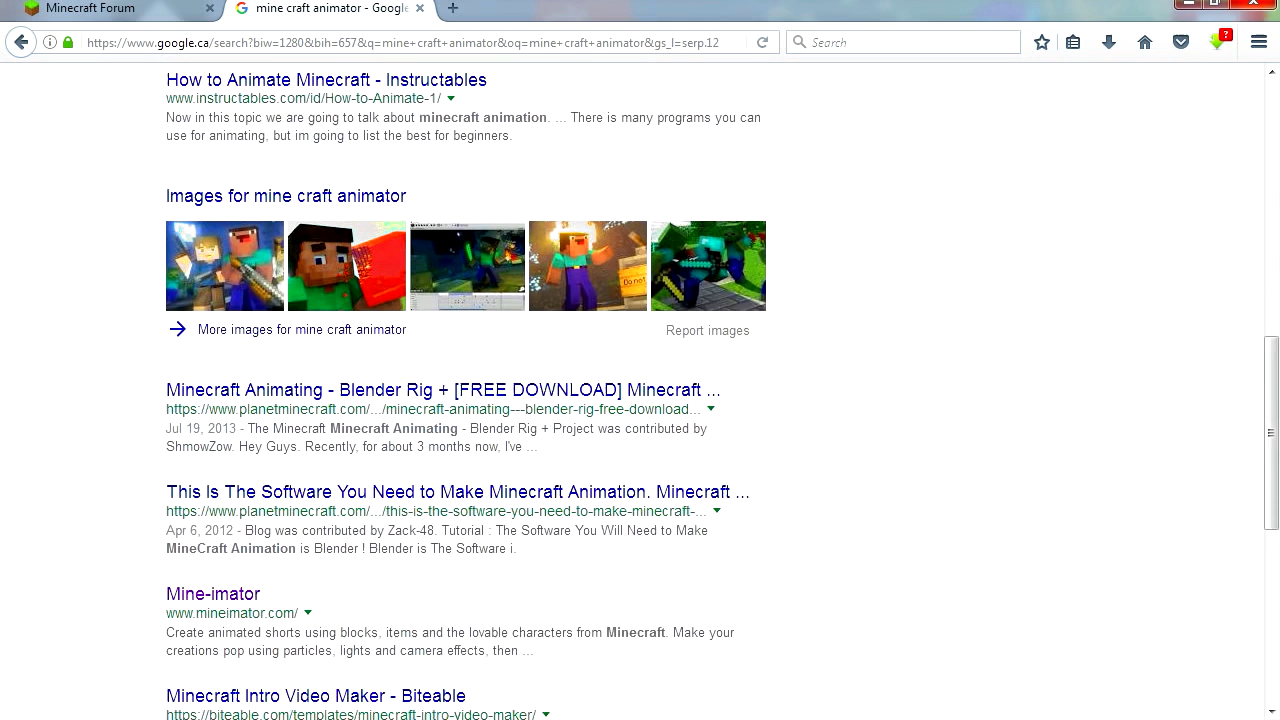 Minecraft Forum
mine craft animator - Google
https://www.google.ca/search?biw=1280&bih=657&q=mine+craft+animator&oq=mine+craft+animator&gs_l=serp.12
Search
?
How to Animate Minecraft - Instructables
www.instructables.com/id/How-to-Animate-1/
Now in this topic we are going to talk about minecraft animation. ... There is many programs you can
use for animating, but im going to list the best for beginners.
Images for mine craft animator
Do not
More images for mine craft animator
Report images
Minecraft Animating - Blender Rig + [FREE DOWNLOAD] Minecraft ...
https://www.planetminecraft.com/.../minecraft-animating---blender-rig-free-download...
Jul 19, 2013 - The Minecraft Minecraft Animating - Blender Rig + Project was contributed by
ShmowZow. Hey Guys. Recently, for about 3 months now, I've ...
This Is The Software You Need to Make Minecraft Animation. Minecraft ...
https://www.planetminecraft.com/.../this-is-the-software-you-need-to-make-minecraft-...
Apr 6, 2012 - Blog was contributed by Zack-48. Tutorial : The Software You Will Need to Make
MineCraft Animation is Blender ! Blender is The Software i.
Mine-imator
www.mineimator.com/
Create animated shorts using blocks, items and the lovable characters from Minecraft. Make your
creations pop using particles, lights and camera effects, then ...
Minecraft Intro Video Maker - Biteable
https://biteable.com/templates/minecraft-intro-video-maker/